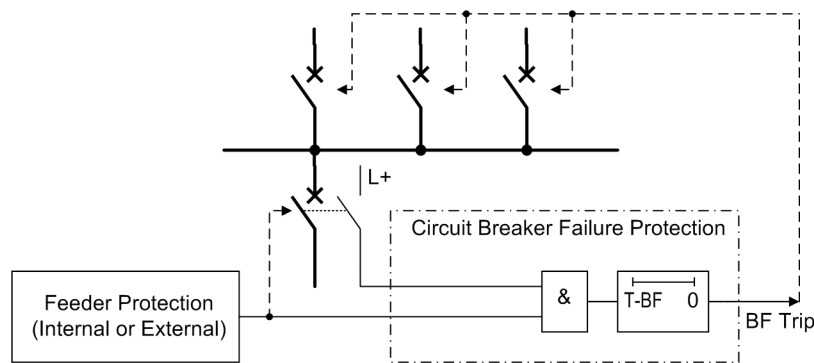 L+
Circuit Breaker Failure Protection
Feeder Protection
(Internal or External)
&
T-BF 0
BF Trip